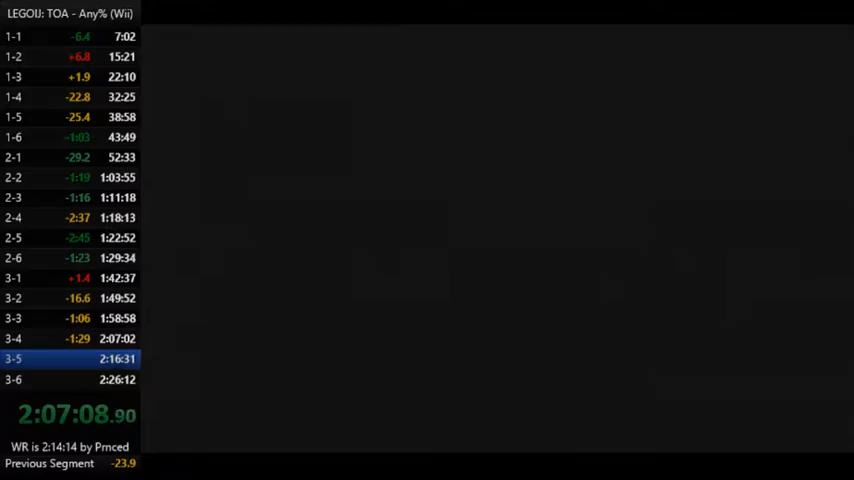 LEGOIJ: TOA - Any% (Wii)
1-1 -6.4 7:02
1-2 +6.8 15:21
1-3 +1.9 22:10
1-4 -22.8 32:25
1-5 -25.4 38:58
1-6 -1:03 43:49
2-1 -29.2 52:33
2-2 -1:19 1:03:55
2-3 -1:16 1:11:18
2-4 -2:37 1:18:13
2-5 -2:45 1:22:52
2-6 -1:23 1:29:34
3-1 +1.4 1:42:37
3-2 -16.6 1:49:52
3-3 -1:06 1:58:58
3-4 -1:29 2:07:02
3-5 2:16:31
3-6 2:26:12
2:07:08.90
WR is 2:14:14 by Prnced
Previous Segment -23.9